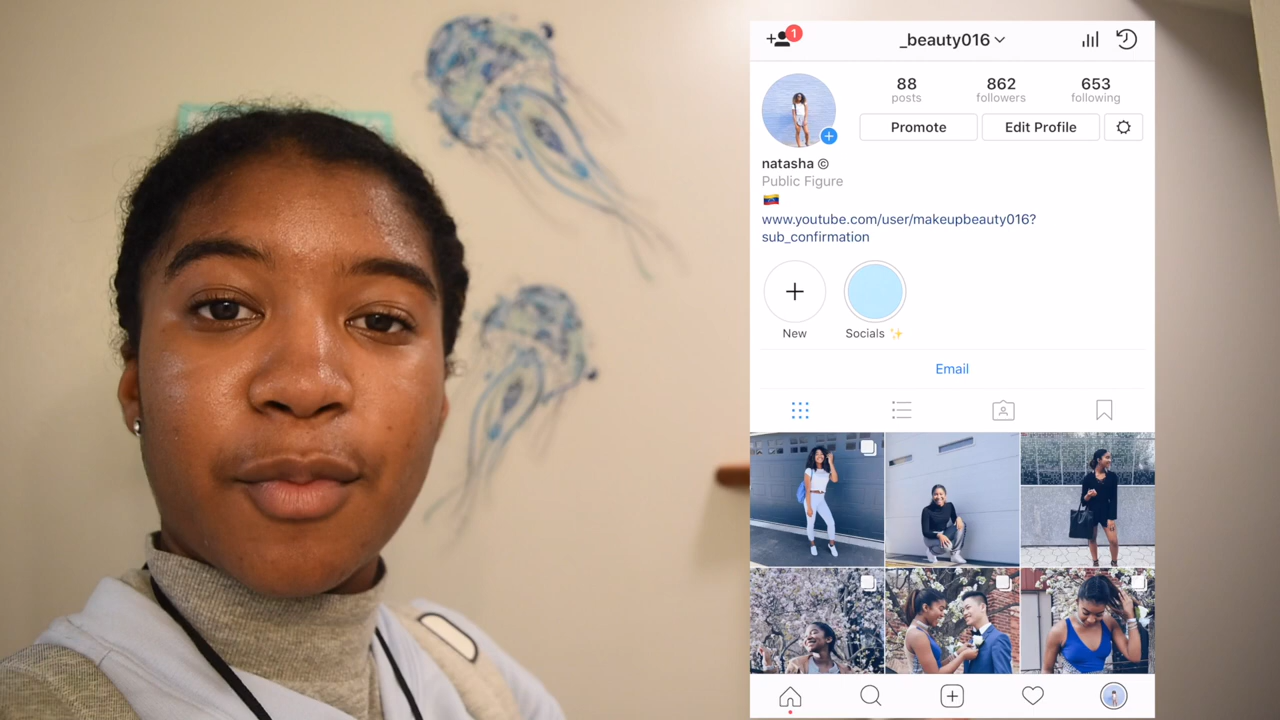 1
_beauty016
88
862
653
posts
followers
following
Promote
Edit Profile
natasha ©
Public Figure
🇻🇪
www.youtube.com/user/makeupbeauty016?
sub_confirmation
New
Socials ✨
Email